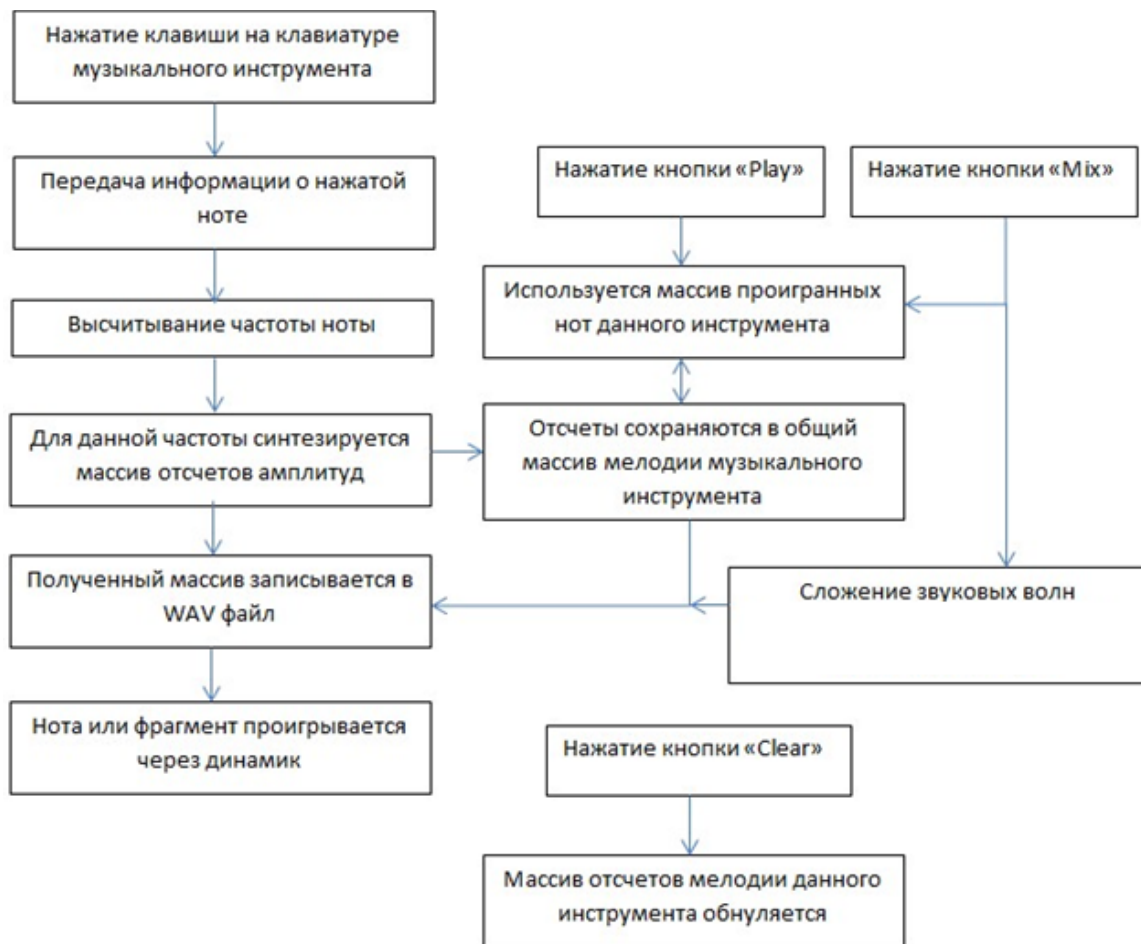 Нажатие клавиши на клавиатуре
музыкального инструмента
Передача информации о нажатой
ноте
Высчитывание частоты ноты
Для данной частоты синтезируется
массив отсчетов амплитуд
Полученный массив записывается в
WAV файл
Нота или фрагмент проигрывается
через динамик
Нажатие кнопки «Play»
Нажатие кнопки «Mix»
Используется массив проигранных
нот данного инструмента
Отсчеты сохраняются в общий
массив мелодии музыкального
инструмента
Сложение звуковых волн
Нажатие кнопки «Clear»
Массив отсчетов мелодии данного
инструмента обнуляется